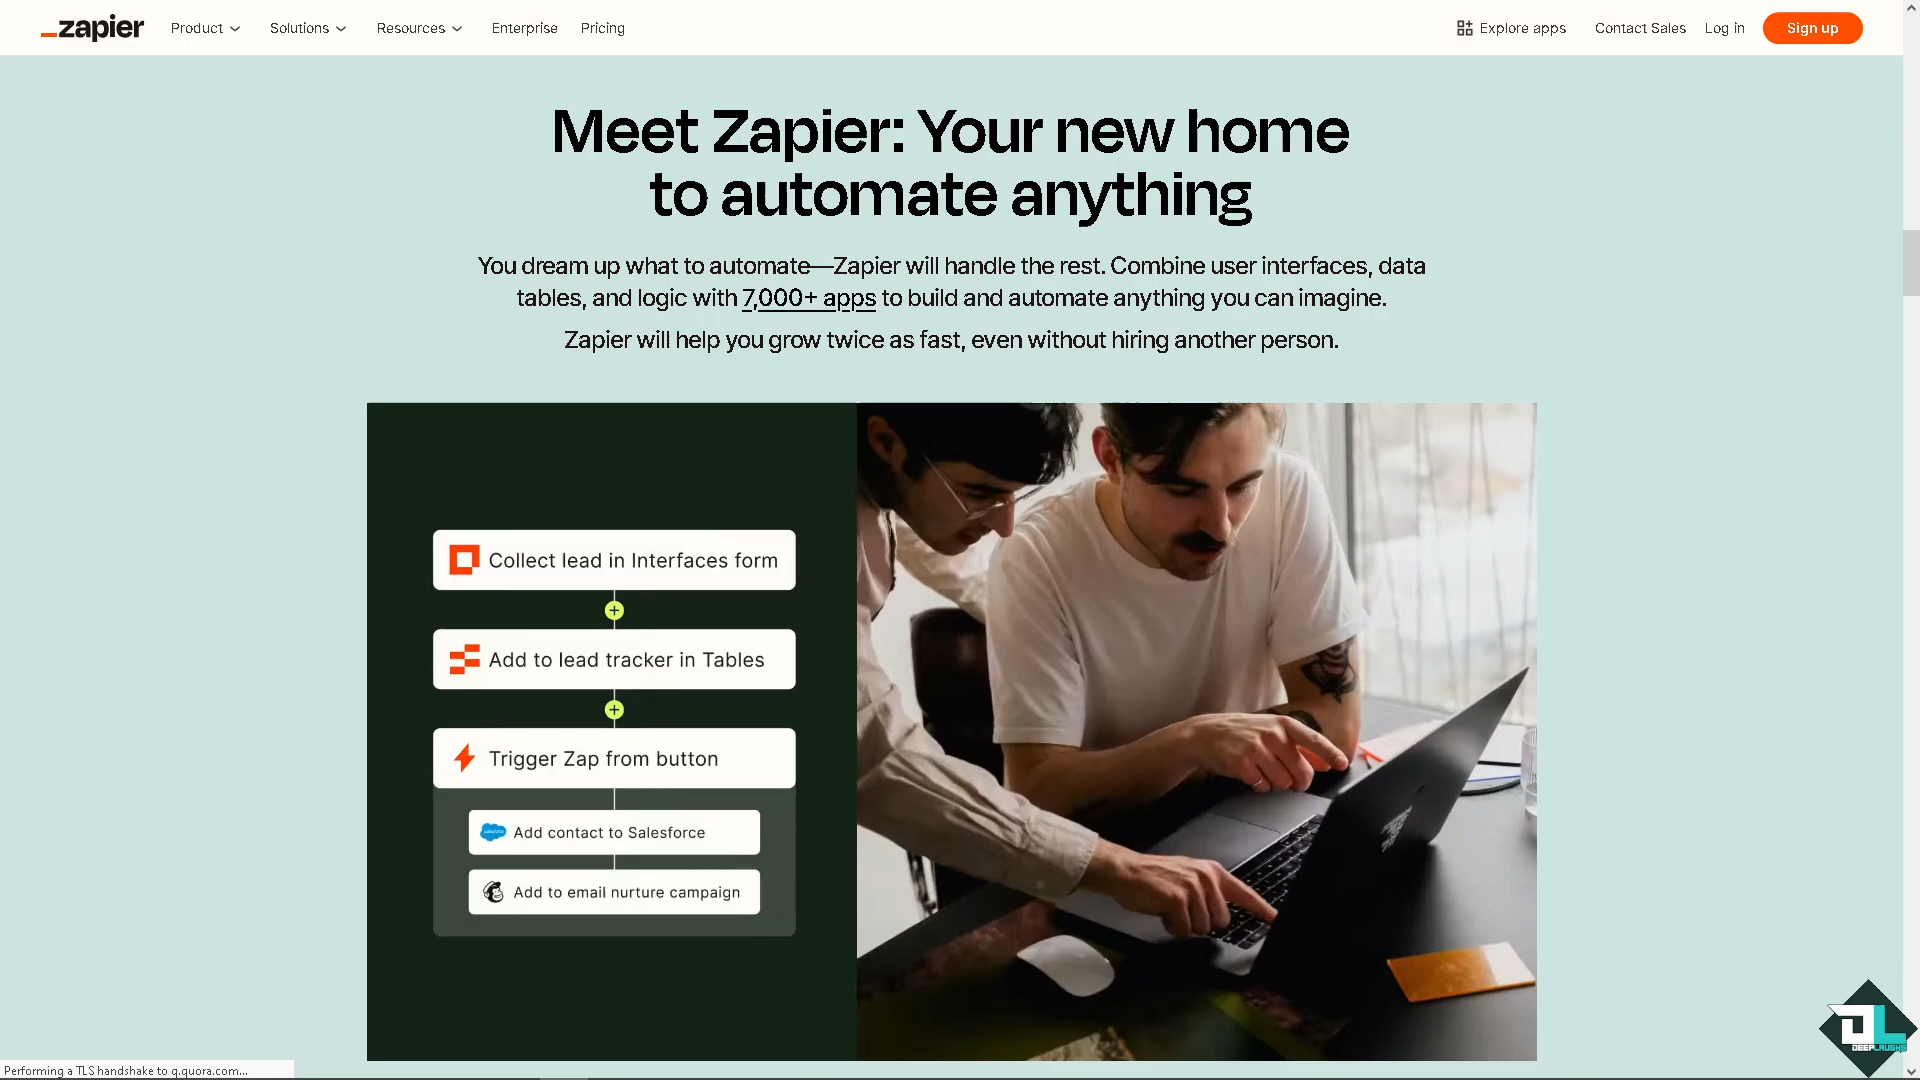 zapier
Product
Solutions
Resources
Enterprise
Pricing
Explore apps
Contact Sales
Log in
Sign up
Meet Zapier: Your new home
to automate anything
You dream up what to automate—Zapier will handle the rest. Combine user interfaces, data
tables, and logic with 7,000+ apps to build and automate anything you can imagine.
Zapier will help you grow twice as fast, even without hiring another person.
Collect lead in Interfaces form
Add to lead tracker in Tables
Trigger Zap from button
salesforce
Add contact to Salesforce
Add to email nurture campaign
DL
DEEPLAUGHS
Performing a TLS handshake to q.quora.com...